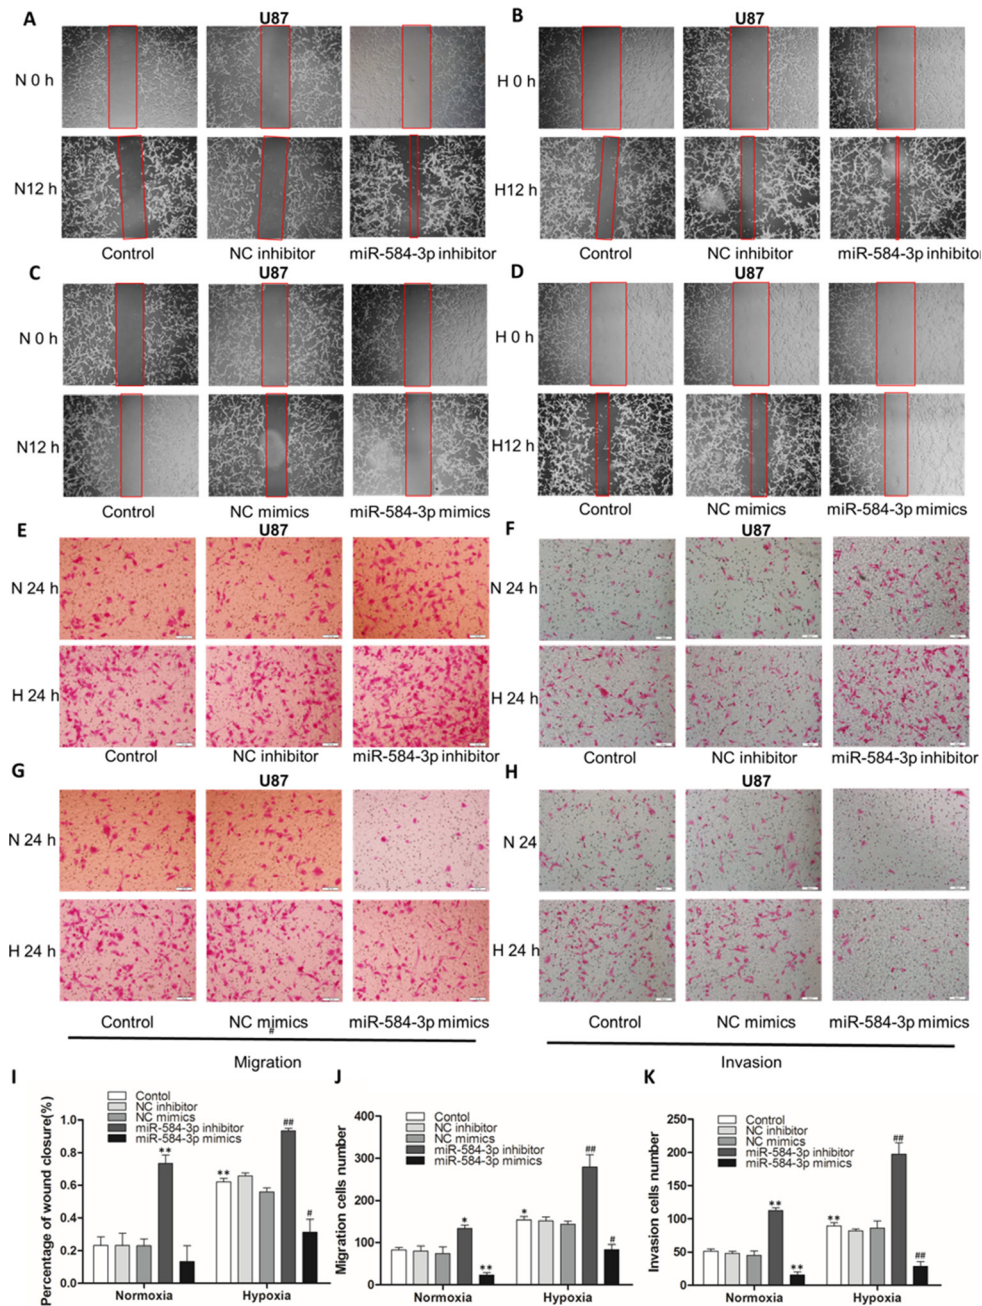 A
U87
N 0 h
N12 h
Control
NC inhibitor
miR-584-3p inhibitor
B
U87
H 0 h
H12 h
Control
NC inhibitor
miR-584-3p inhibitor
C
U87
N 0 h
N12 h
Control
NC mimics
miR-584-3p mimics
D
U87
H 0 h
H12 h
Control
NC mimics
miR-584-3p mimics
E
U87
N 24 h
H 24 h
Control
NC inhibitor
miR-584-3p inhibitor
F
U87
N 24 h
H 24 h
Control
NC inhibitor
miR-584-3p inhibitor
G
U87
N 24 h
H 24 h
Control
NC mimics
miR-584-3p mimics
#
Migration
H
U87
N 24
H 24 h
Control
NC mimics
miR-584-3p mimics
Invasion
I
Contol
NC inhibitor
NC mimics
miR-584-3p inhibitor
miR-584-3p mimics
Percentage of wound closure(%)
1.0
0.8
0.6
0.4
0.2
0.0
**
**
##
#
Normoxia
Hypoxia
J
Contol
NC inhibitor
NC mimics
miR-584-3p inhibitor
miR-584-3p mimics
Migration cells number
400
300
200
100
0
*
**
*
##
#
Normoxia
Hypoxia
K
Control
NC inhibitor
NC mimics
miR-584-3p inhibitor
miR-584-3p mimics
Invasion cells number
250
200
150
100
50
0
**
**
**
##
##
Normoxia
Hypoxia